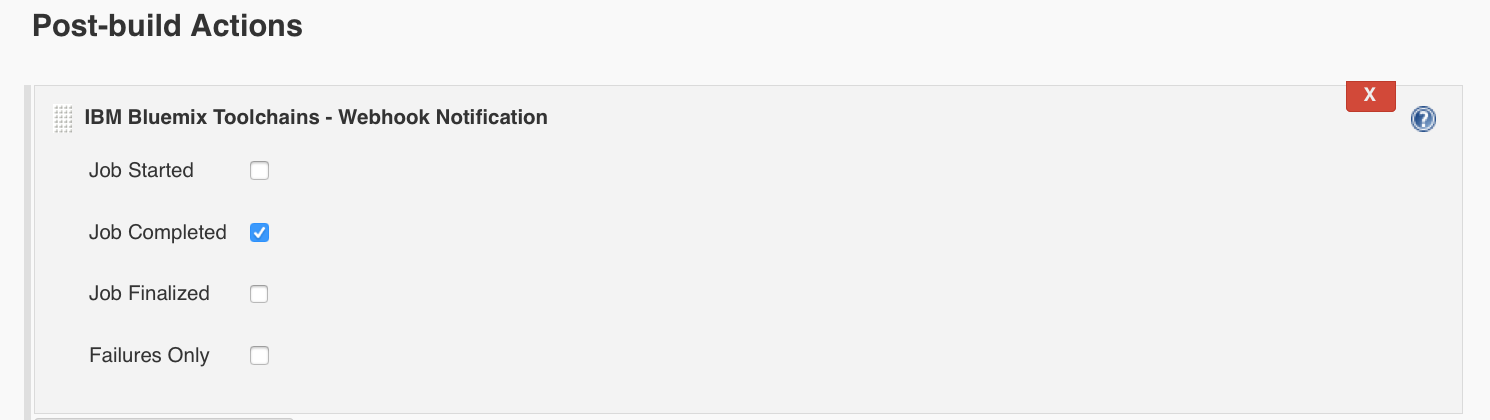 Post-build Actions
X
IBM Bluemix Toolchains - Webhook Notification
?
Job Started
Job Completed
Job Finalized
Failures Only